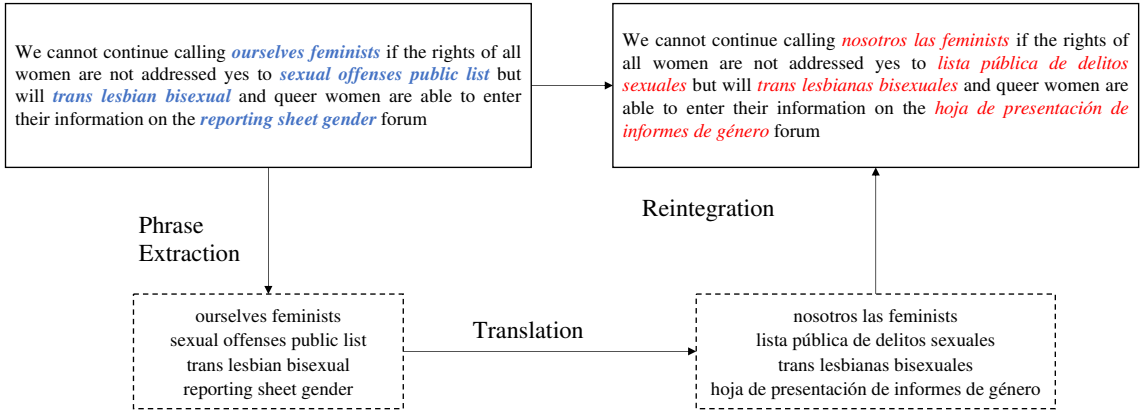 We cannot continue calling ourselves feminists if the rights of all
women are not addressed yes to sexual offenses public list but
will trans lesbian bisexual and queer women are able to enter
their information on the reporting sheet gender forum
We cannot continue calling nosotros las feminists if the rights of
all women are not addressed yes to lista pública de delitos
sexuales but will trans lesbianas bisexuales and queer women are
able to enter their information on the hoja de presentación de
informes de género forum
Phrase
Extraction
Reintegration
ourselves feminists
sexual offenses public list
trans lesbian bisexual
reporting sheet gender
Translation
nosotros las feminists
lista pública de delitos sexuales
trans lesbianas bisexuales
hoja de presentación de informes de género